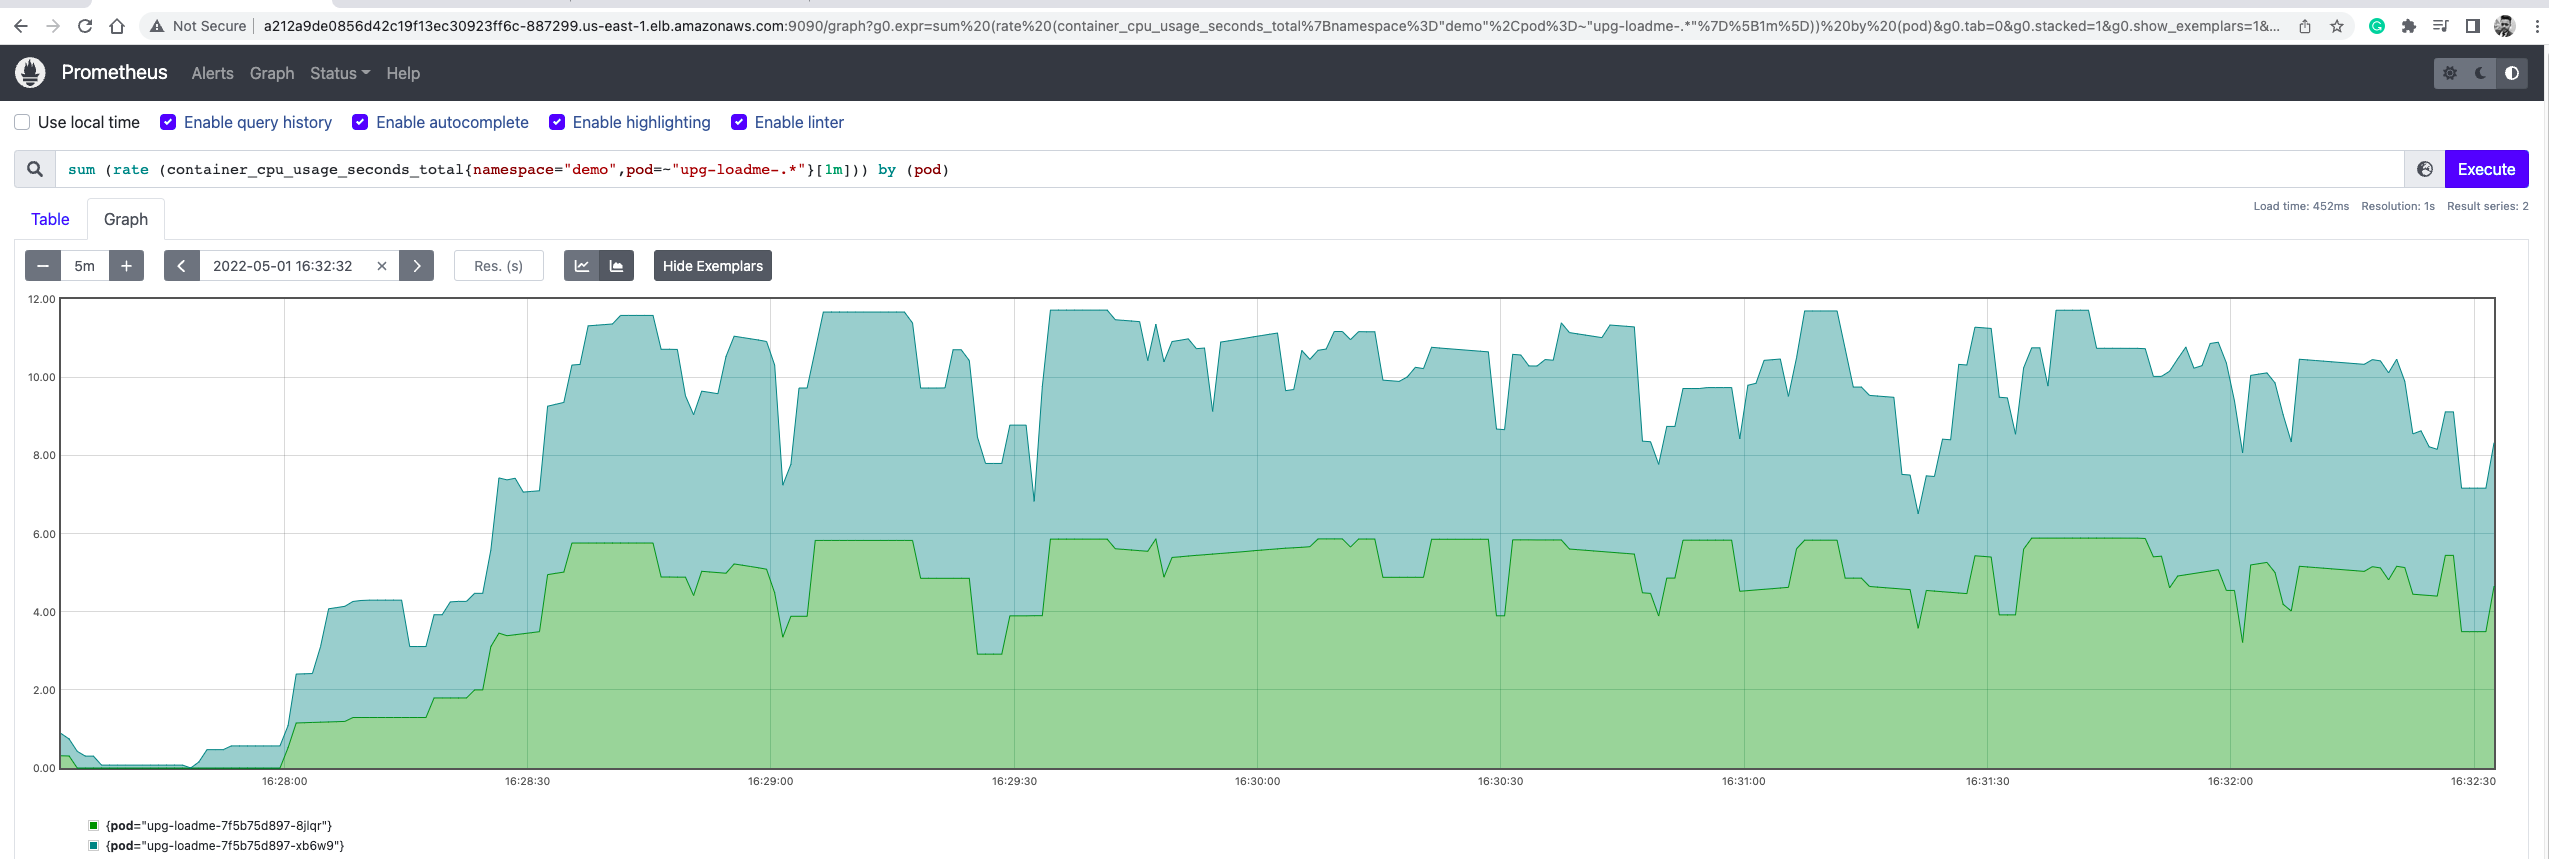 Not Secure | a212a9de0856d42c19f13ec30923ff6c-887299.us-east-1.elb.amazonaws.com:9090/graph?g0.expr=sum%20(rate%20(container_cpu_usage_seconds_total%7Bnamespace%3D"demo"%2Cpod%3D~"upg-loadme-.*"%7D%5B1m%5D))%20by%20(pod)&g0.tab=0&g0.stacked=1&g0.show_exemplars=1&...
Prometheus Alerts Graph Status Help
Use local time Enable query history Enable autocomplete Enable highlighting Enable linter
sum (rate (container_cpu_usage_seconds_total{namespace="demo",pod=~"upg-loadme-.*"}[1m])) by (pod) Execute
Table Graph Load time: 452ms Resolution: 1s Result series: 2
− 5m + 2022-05-01 16:32:32 Res. (s) Hide Exemplars
12.00
10.00
8.00
6.00
4.00
2.00
0.00
16:28:00 16:28:30 16:29:00 16:29:30 16:30:00 16:30:30 16:31:00 16:31:30 16:32:00 16:32:30
{pod="upg-loadme-7f5b75d897-8jlqr"}
{pod="upg-loadme-7f5b75d897-xb6w9"}